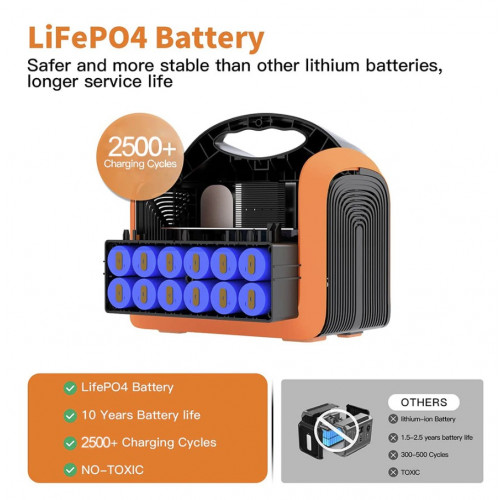 LiFePO4 Battery
Safer and more stable than other lithium batteries,
longer service life
2500+
Charging Cycles
LifePO4 Battery
10 Years Battery life
2500+ Charging Cycles
NO-TOXIC
OTHERS
lithium-ion Battery
1.5-2.5 years battery life
300-500 Cycles
TOXIC